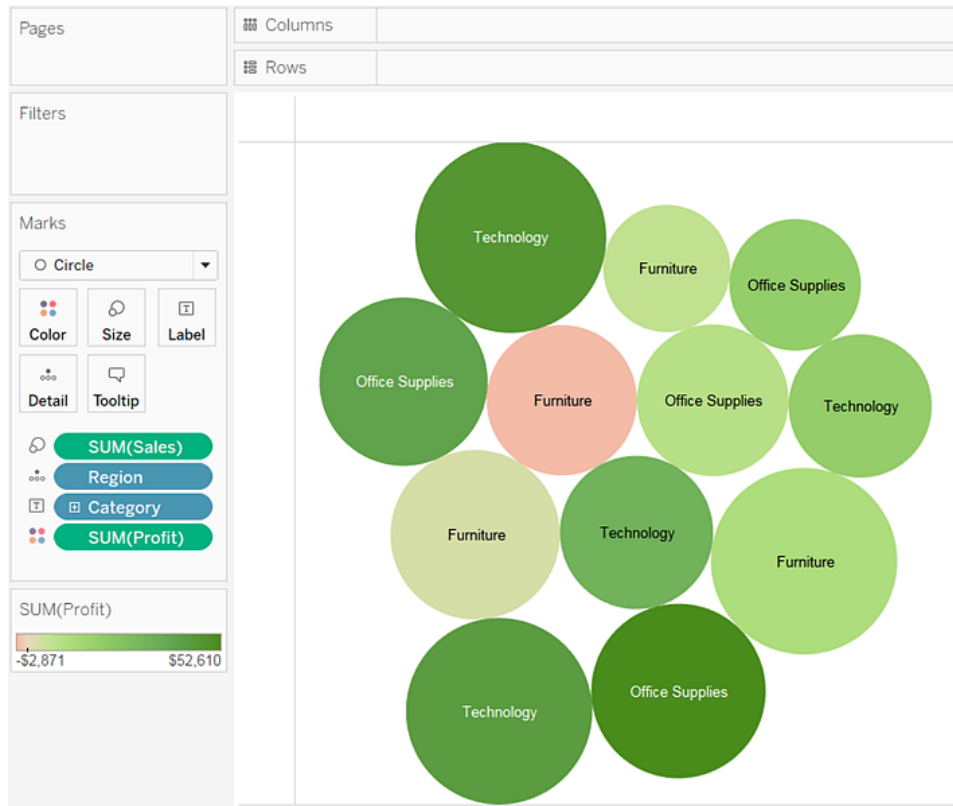 Pages
Columns
Rows
Filters
Marks
Circle
Color
Size
Label
Detail
Tooltip
SUM(Sales)
Region
Category
SUM(Profit)
SUM(Profit)
-$2,871
$52,610
Technology
Furniture
Office Supplies
Office Supplies
Furniture
Office Supplies
Technology
Furniture
Technology
Furniture
Technology
Office Supplies